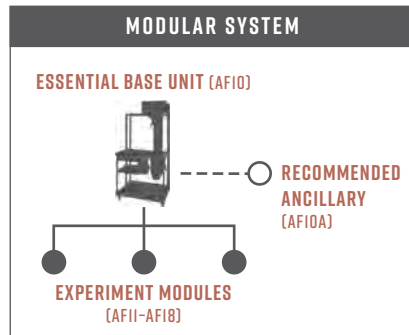 MODULAR SYSTEM
ESSENTIAL BASE UNIT (AF10)
RECOMMENDED
ANCILLARY
(AF10A)
EXPERIMENT MODULES
(AF11–AF18)